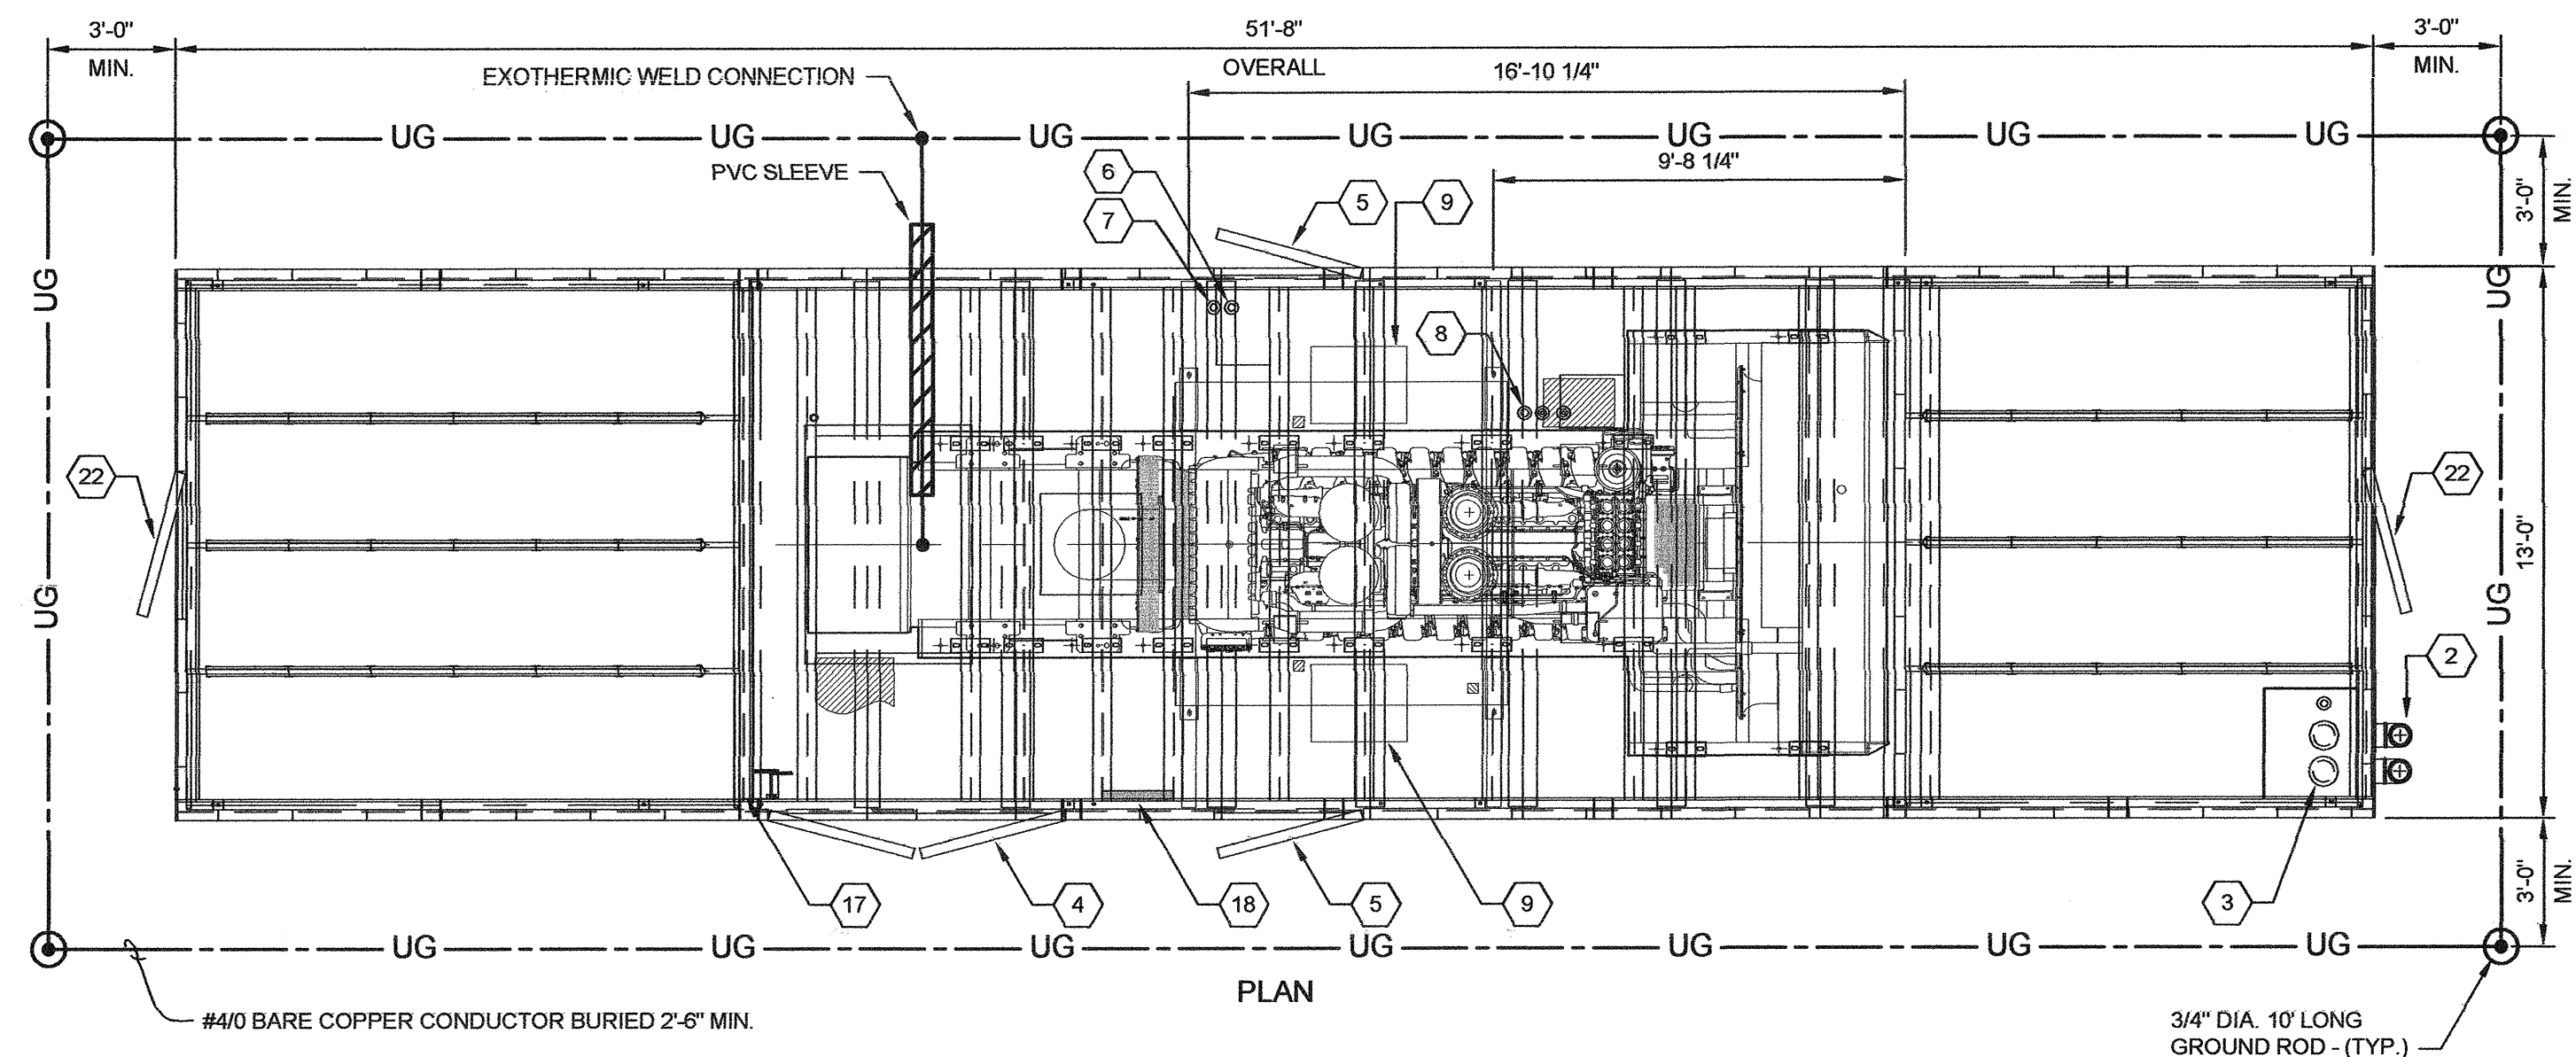 3'-0"
51'-8"
3'-0"
MIN.
OVERALL
MIN.
EXOTHERMIC WELD CONNECTION
16'-10 1/4"
UG UG UG UG UG UG UG
PVC SLEEVE
6
9'-8 1/4"
7
5
9
3'-0"
MIN.
UG
UG
8
22
22
13'-0"
UG
UG
2
17
4
18
5
9
3
3'-0"
MIN.
UG UG UG UG UG UG UG
PLAN
#4/0 BARE COPPER CONDUCTOR BURIED 2'-6" MIN.
3/4" DIA. 10' LONG
GROUND ROD - (TYP.)